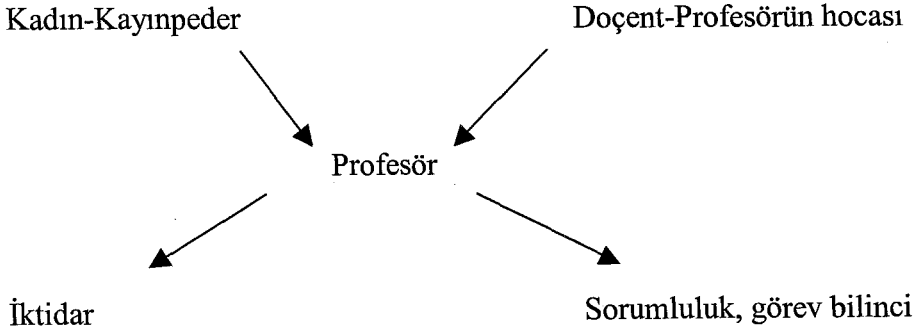 Kadın-Kayınpeder
Doçent-Profesörün hocası
Profesör
İktidar
Sorumluluk, görev bilinci